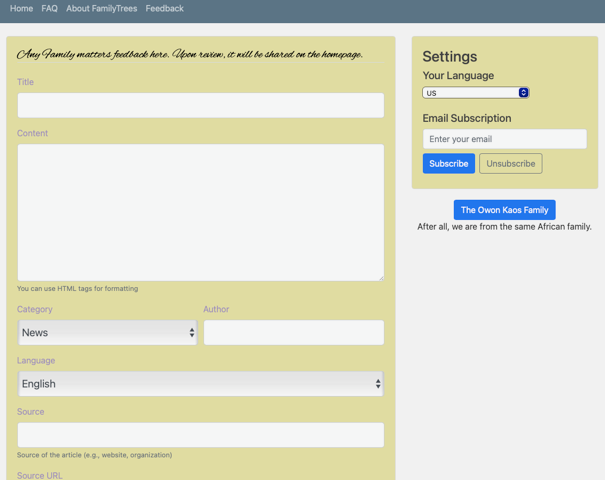 Home FAQ About FamilyTrees Feedback
Any Family matters feedback here. Upon review, it will be shared on the homepage.
Title
Content
You can use HTML tags for formatting
Category Author
News
Language
English
Source
Source of the article (e.g., website, organization)
Source URL
Settings
Your Language
US
Email Subscription
Enter your email
Subscribe Unsubscribe
The Owon Kaos Family
After all, we are from the same African family.